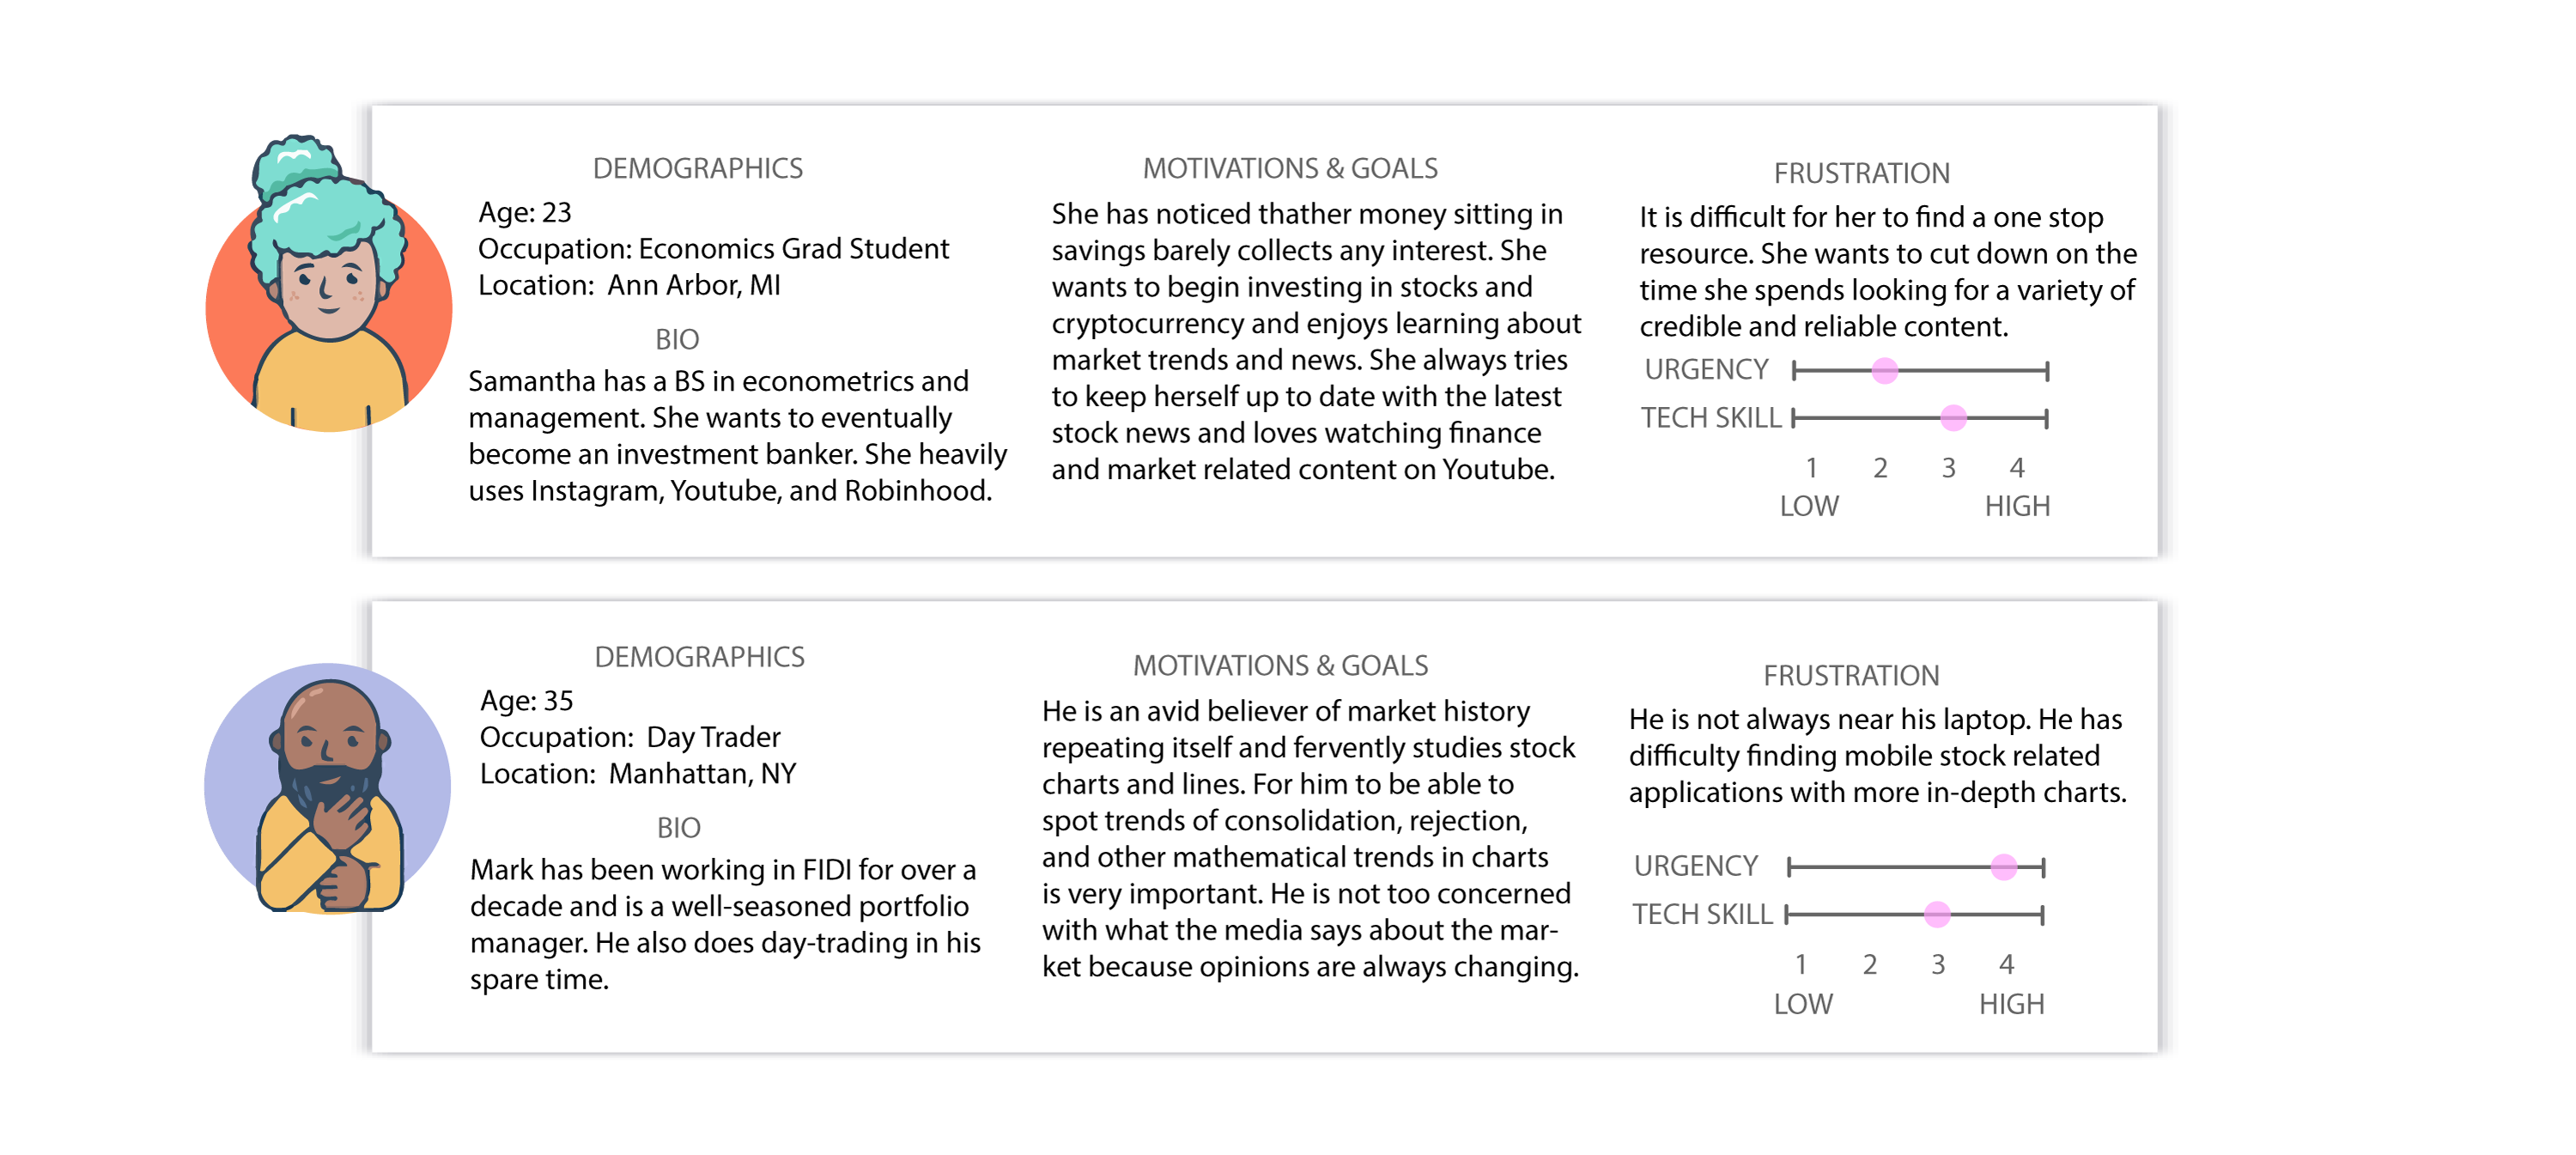 DEMOGRAPHICS
Age: 23
Occupation: Economics Grad Student
Location: Ann Arbor, MI
BIO
Samantha has a BS in econometrics and
management. She wants to eventually
become an investment banker. She heavily
uses Instagram, Youtube, and Robinhood.
MOTIVATIONS & GOALS
She has noticed thather money sitting in
savings barely collects any interest. She
wants to begin investing in stocks and
cryptocurrency and enjoys learning about
market trends and news. She always tries
to keep herself up to date with the latest
stock news and loves watching finance
and market related content on Youtube.
FRUSTRATION
It is difficult for her to find a one stop
resource. She wants to cut down on the
time she spends looking for a variety of
credible and reliable content.
URGENCY
TECH SKILL
1 2 3 4
LOW HIGH
DEMOGRAPHICS
Age: 35
Occupation: Day Trader
Location: Manhattan, NY
BIO
Mark has been working in FIDI for over a
decade and is a well-seasoned portfolio
manager. He also does day-trading in his
spare time.
MOTIVATIONS & GOALS
He is an avid believer of market history
repeating itself and fervently studies stock
charts and lines. For him to be able to
spot trends of consolidation, rejection,
and other mathematical trends in charts
is very important. He is not too concerned
with what the media says about the mar-
ket because opinions are always changing.
FRUSTRATION
He is not always near his laptop. He has
difficulty finding mobile stock related
applications with more in-depth charts.
URGENCY
TECH SKILL
1 2 3 4
LOW HIGH